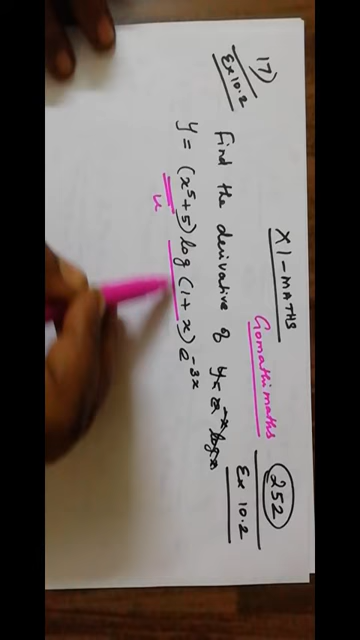 XI-MATHS
Gomathimaths
252
Ex 10.2
17)
Ex 10.2
Find the derivative of y = e^-x log x
y = (x^5+5) log (1+x) e^-3x
u